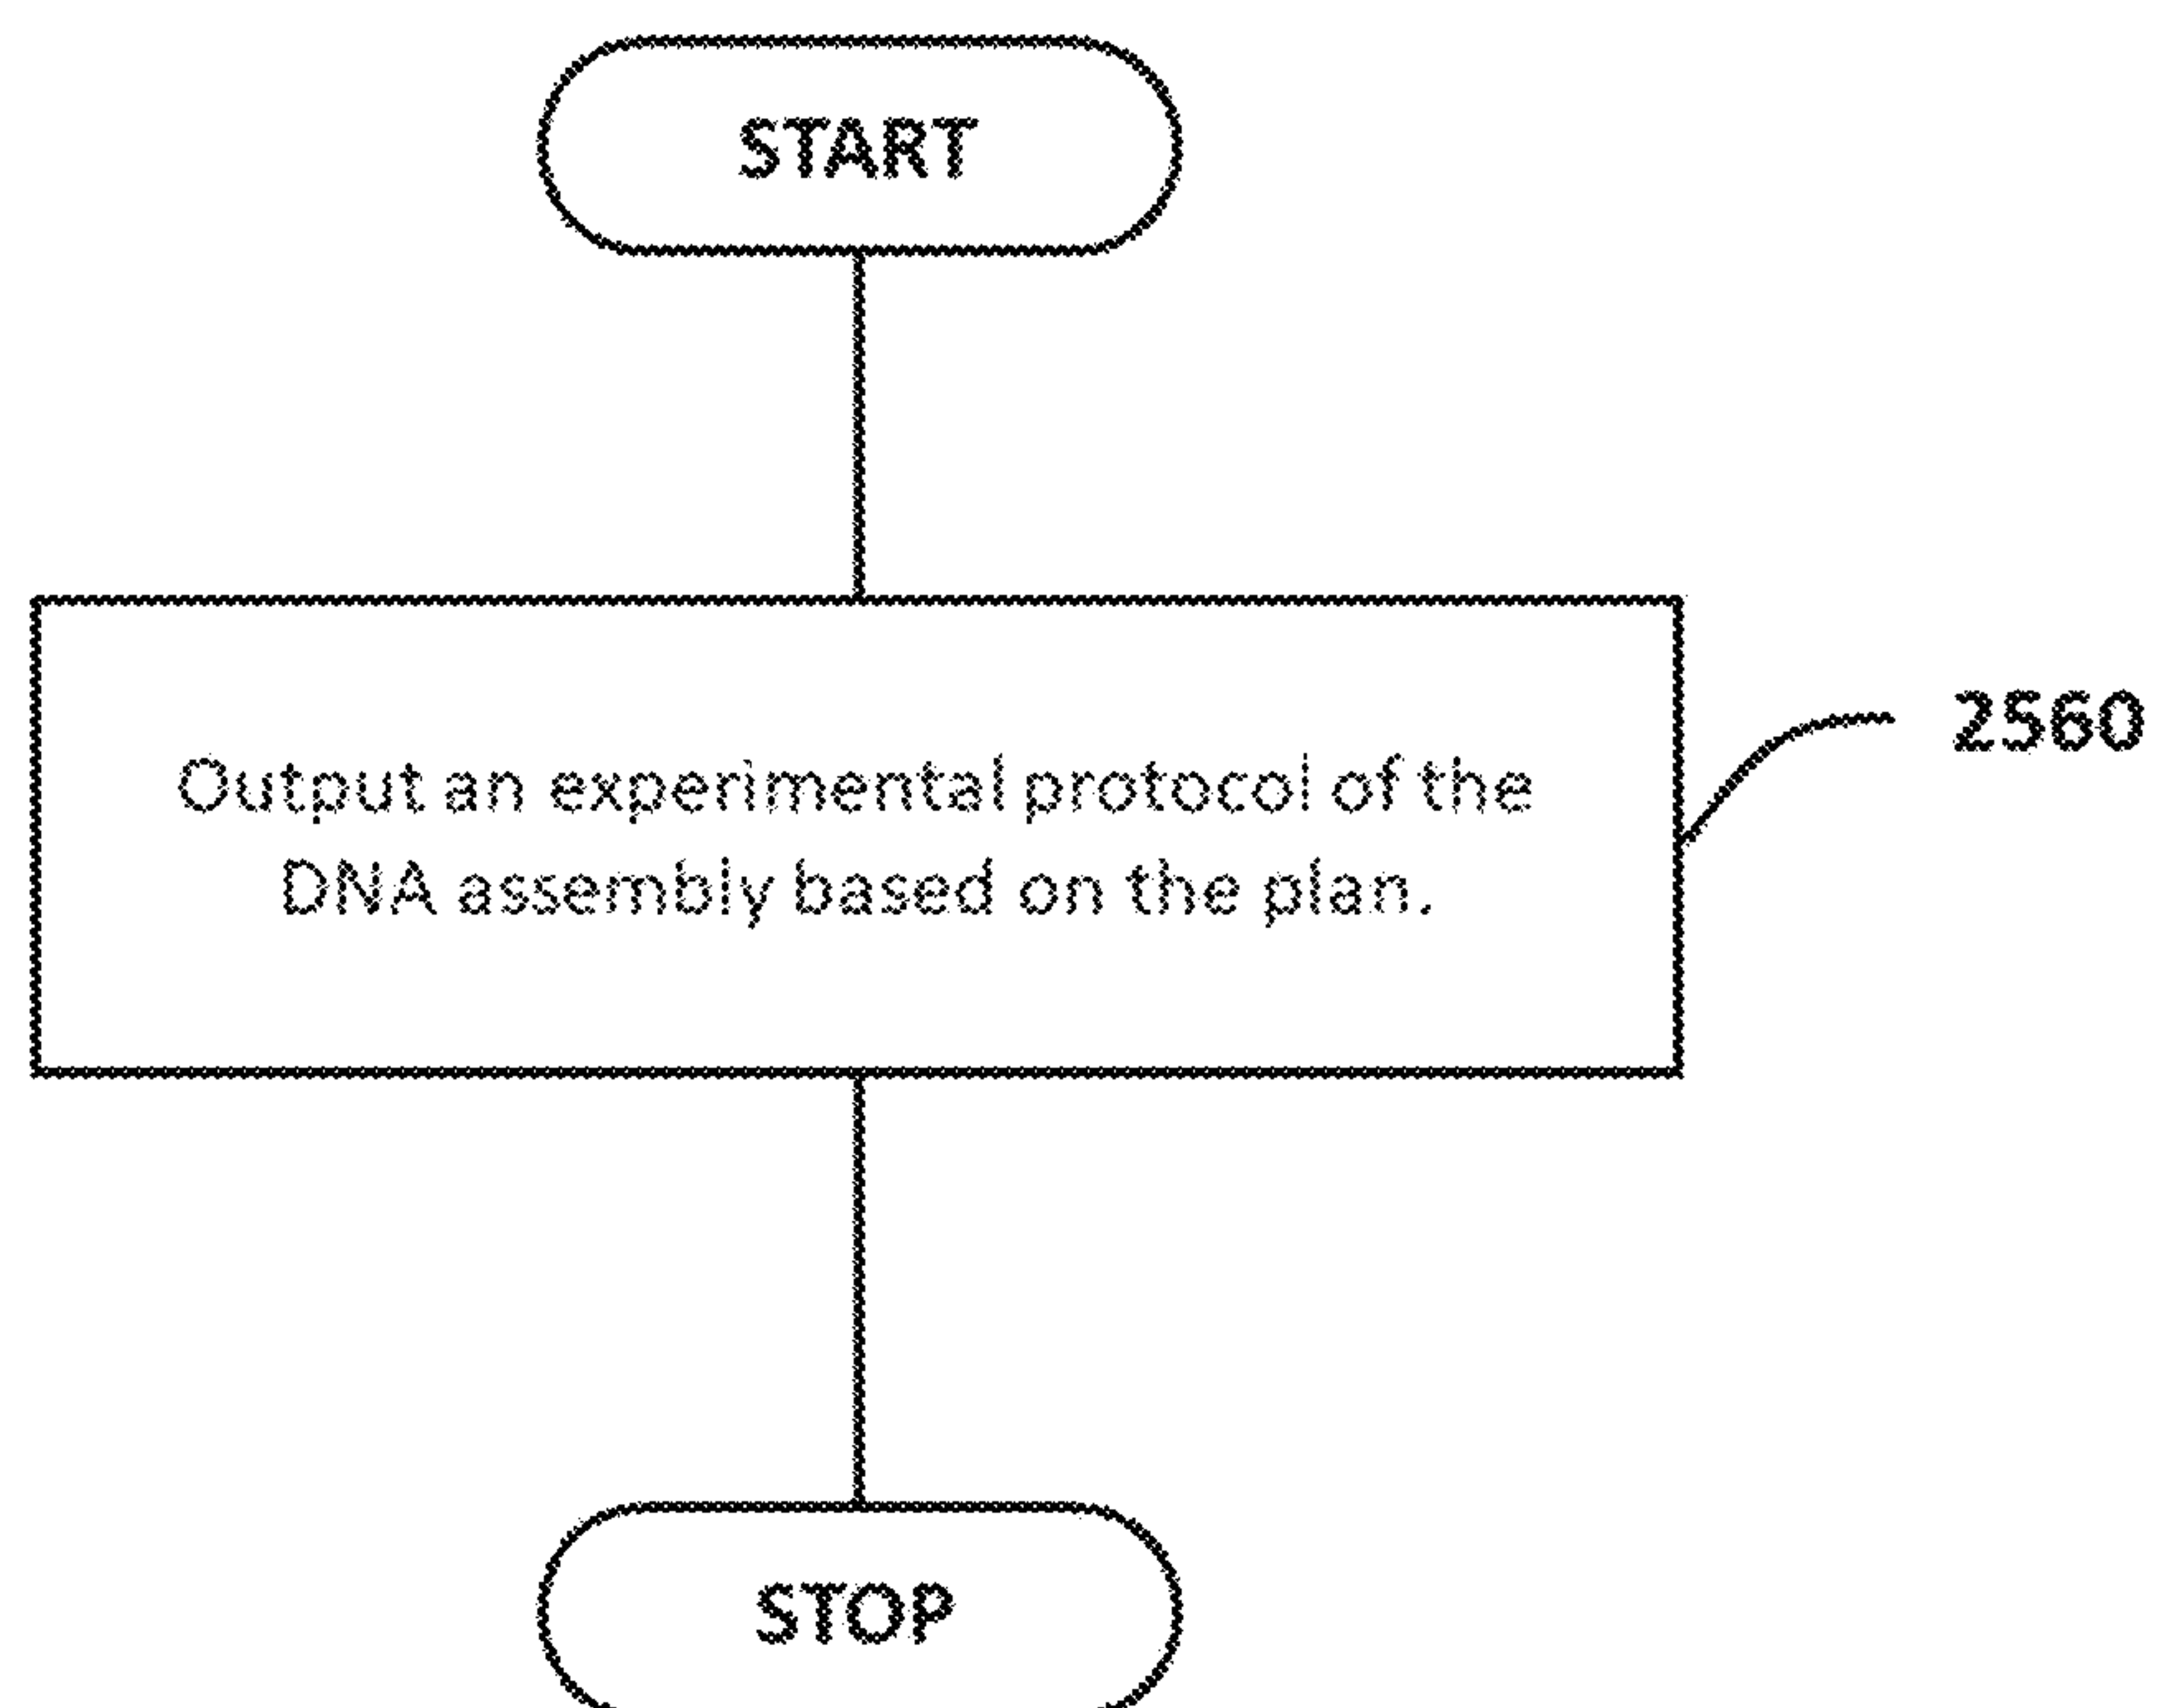 START
Output an experimental protocol of the
DNA assembly based on the plan.
2560
STOP